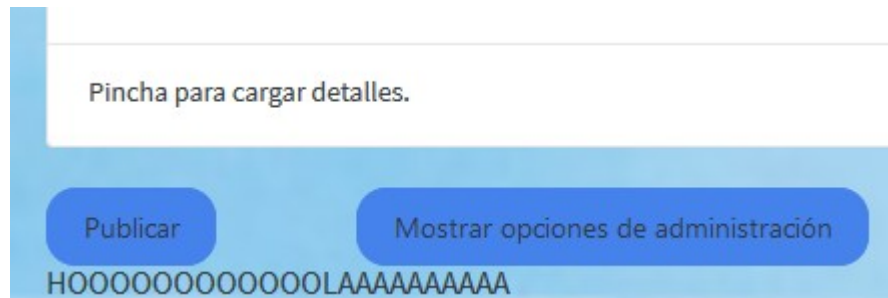 Pincha para cargar detalles.
Publicar
Mostrar opciones de administración
HOOOOOOOOOOOOLAAAAAAAAAA